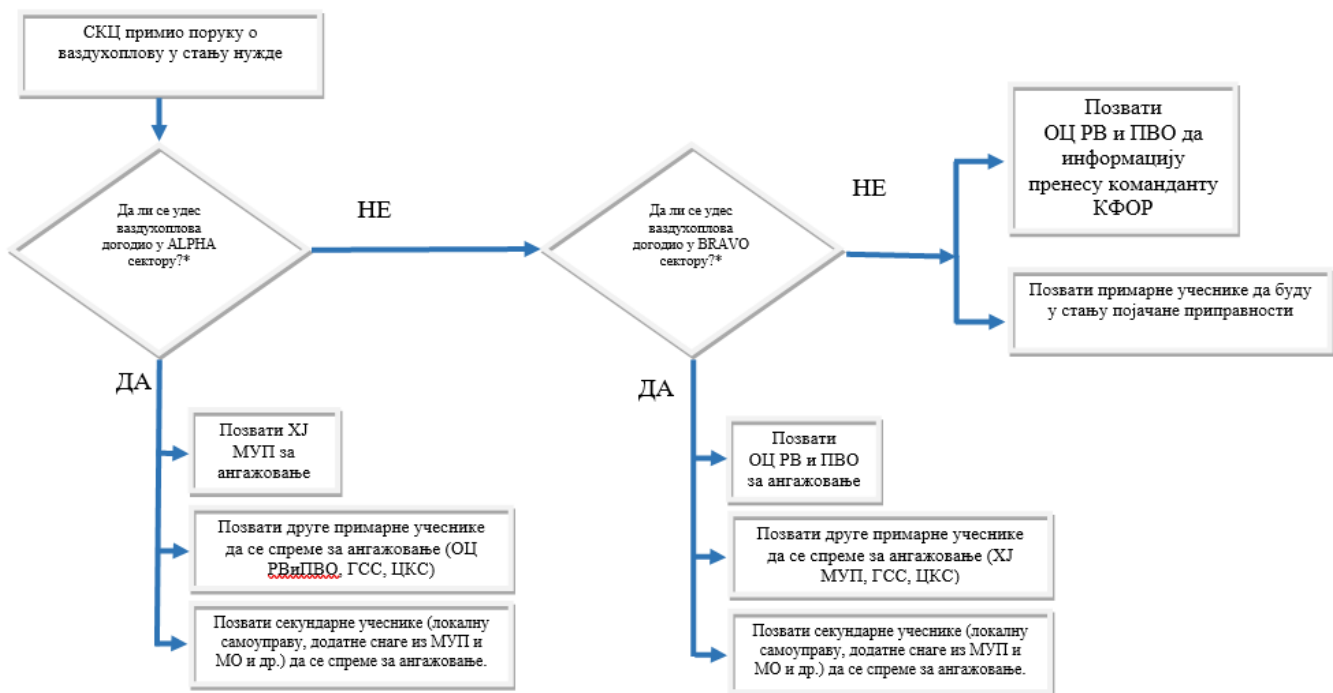 СКЦ примио поруку о
ваздухоплову у стању нужде
Да ли се удес
ваздухоплова
догодио у ALPHA
сектору?*
НЕ
ДА
Позвати ХЈ
МУП за
ангажовање
Позвати друге примарне учеснике
да се спреме за ангажовање (ОЦ
РВиПВО, ГСС, ЦКС)
Позвати секундарне учеснике (локалну
самоуправу, додатне снаге из МУП и
МО и др.) да се спреме за ангажовање.
Да ли се удес
ваздухоплова
догодио у BRAVO
сектору?*
НЕ
ДА
Позвати
ОЦ РВ и ПВО
за ангажовање
Позвати друге примарне учеснике
да се спреме за ангажовање (ХЈ
МУП, ГСС, ЦКС)
Позвати секундарне учеснике (локалну
самоуправу, додатне снаге из МУП и
МО и др.) да се спреме за ангажовање.
Позвати
ОЦ РВ и ПВО да
информацију
пренесу команданту
КФОР
Позвати примарне учеснике да буду
у стању појачане приправности